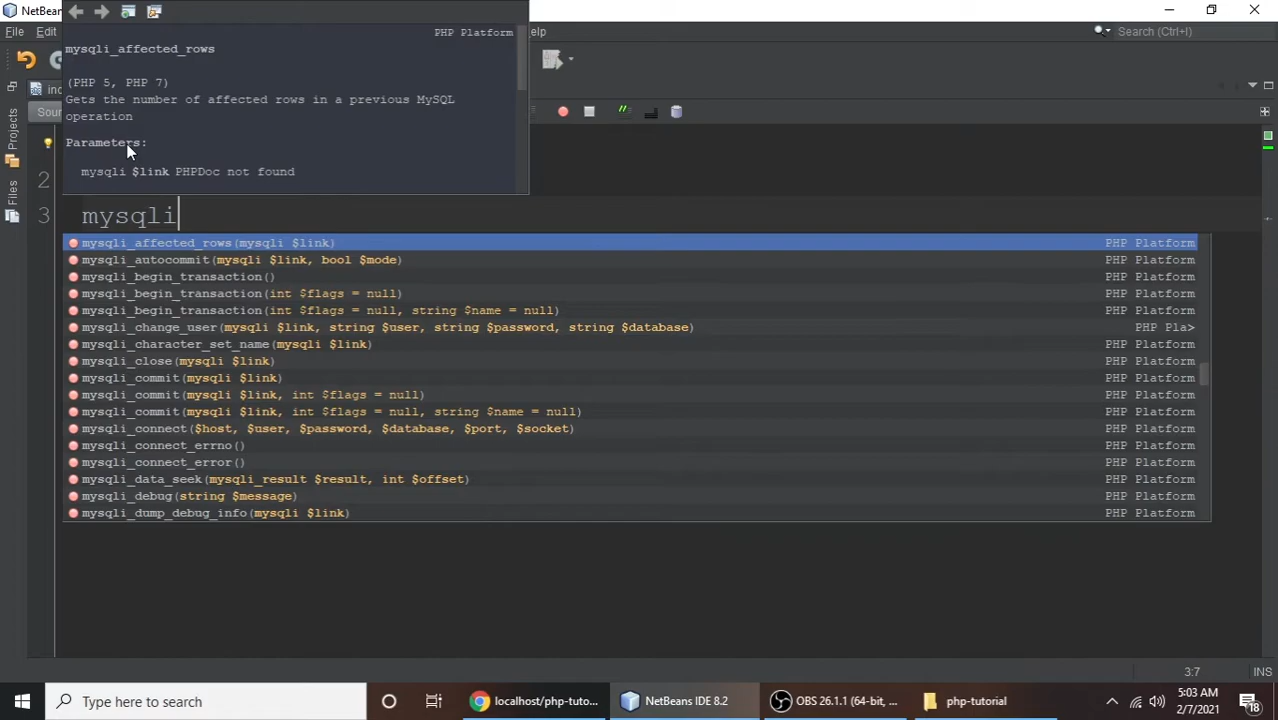 NetBean
File Edit elp
Search (Ctrl+I)
PHP Platform
mysqli_affected_rows
(PHP 5, PHP 7)
Gets the number of affected rows in a previous MySQL
operation
Parameters:
mysqli $link PHPDoc not found
ind
Sour
Projects
Files
2
3 mysqli
mysqli_affected_rows(mysqli $link) PHP Platform
mysqli_autocommit(mysqli $link, bool $mode) PHP Platform
mysqli_begin_transaction() PHP Platform
mysqli_begin_transaction(int $flags = null) PHP Platform
mysqli_begin_transaction(int $flags = null, string $name = null) PHP Platform
mysqli_change_user(mysqli $link, string $user, string $password, string $database) PHP Pla>
mysqli_character_set_name(mysqli $link) PHP Platform
mysqli_close(mysqli $link) PHP Platform
mysqli_commit(mysqli $link) PHP Platform
mysqli_commit(mysqli $link, int $flags = null) PHP Platform
mysqli_commit(mysqli $link, int $flags = null, string $name = null) PHP Platform
mysqli_connect($host, $user, $password, $database, $port, $socket) PHP Platform
mysqli_connect_errno() PHP Platform
mysqli_connect_error() PHP Platform
mysqli_data_seek(mysqli_result $result, int $offset) PHP Platform
mysqli_debug(string $message) PHP Platform
mysqli_dump_debug_info(mysqli $link) PHP Platform
3:7 INS
Type here to search
localhost/php-tuto...
NetBeans IDE 8.2
OBS 26.1.1 (64-bit, ...
php-tutorial
5:03 AM
2/7/2021
18